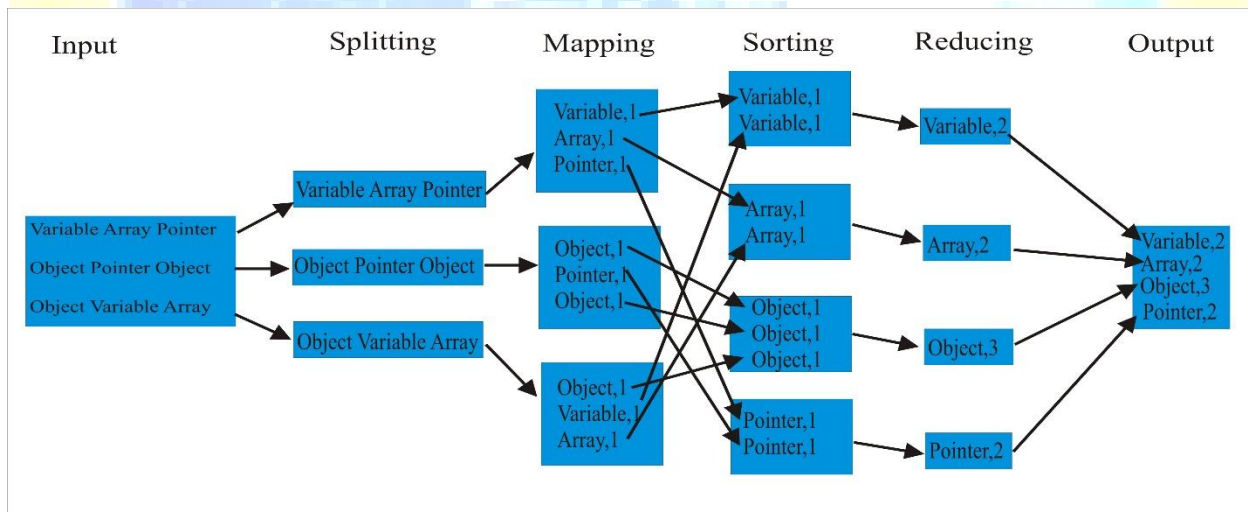 Input
Splitting
Mapping
Sorting
Reducing
Output
Variable Array Pointer
Object Pointer Object
Object Variable Array
Variable Array Pointer
Object Pointer Object
Object Variable Array
Variable,1
Array,1
Pointer,1
Object,1
Pointer,1
Object,1
Object,1
Variable,1
Array,1
Variable,1
Variable,1
Array,1
Array,1
Object,1
Object,1
Object,1
Pointer,1
Pointer,1
Variable,2
Array,2
Object,3
Pointer,2
Variable,2
Array,2
Object,3
Pointer,2